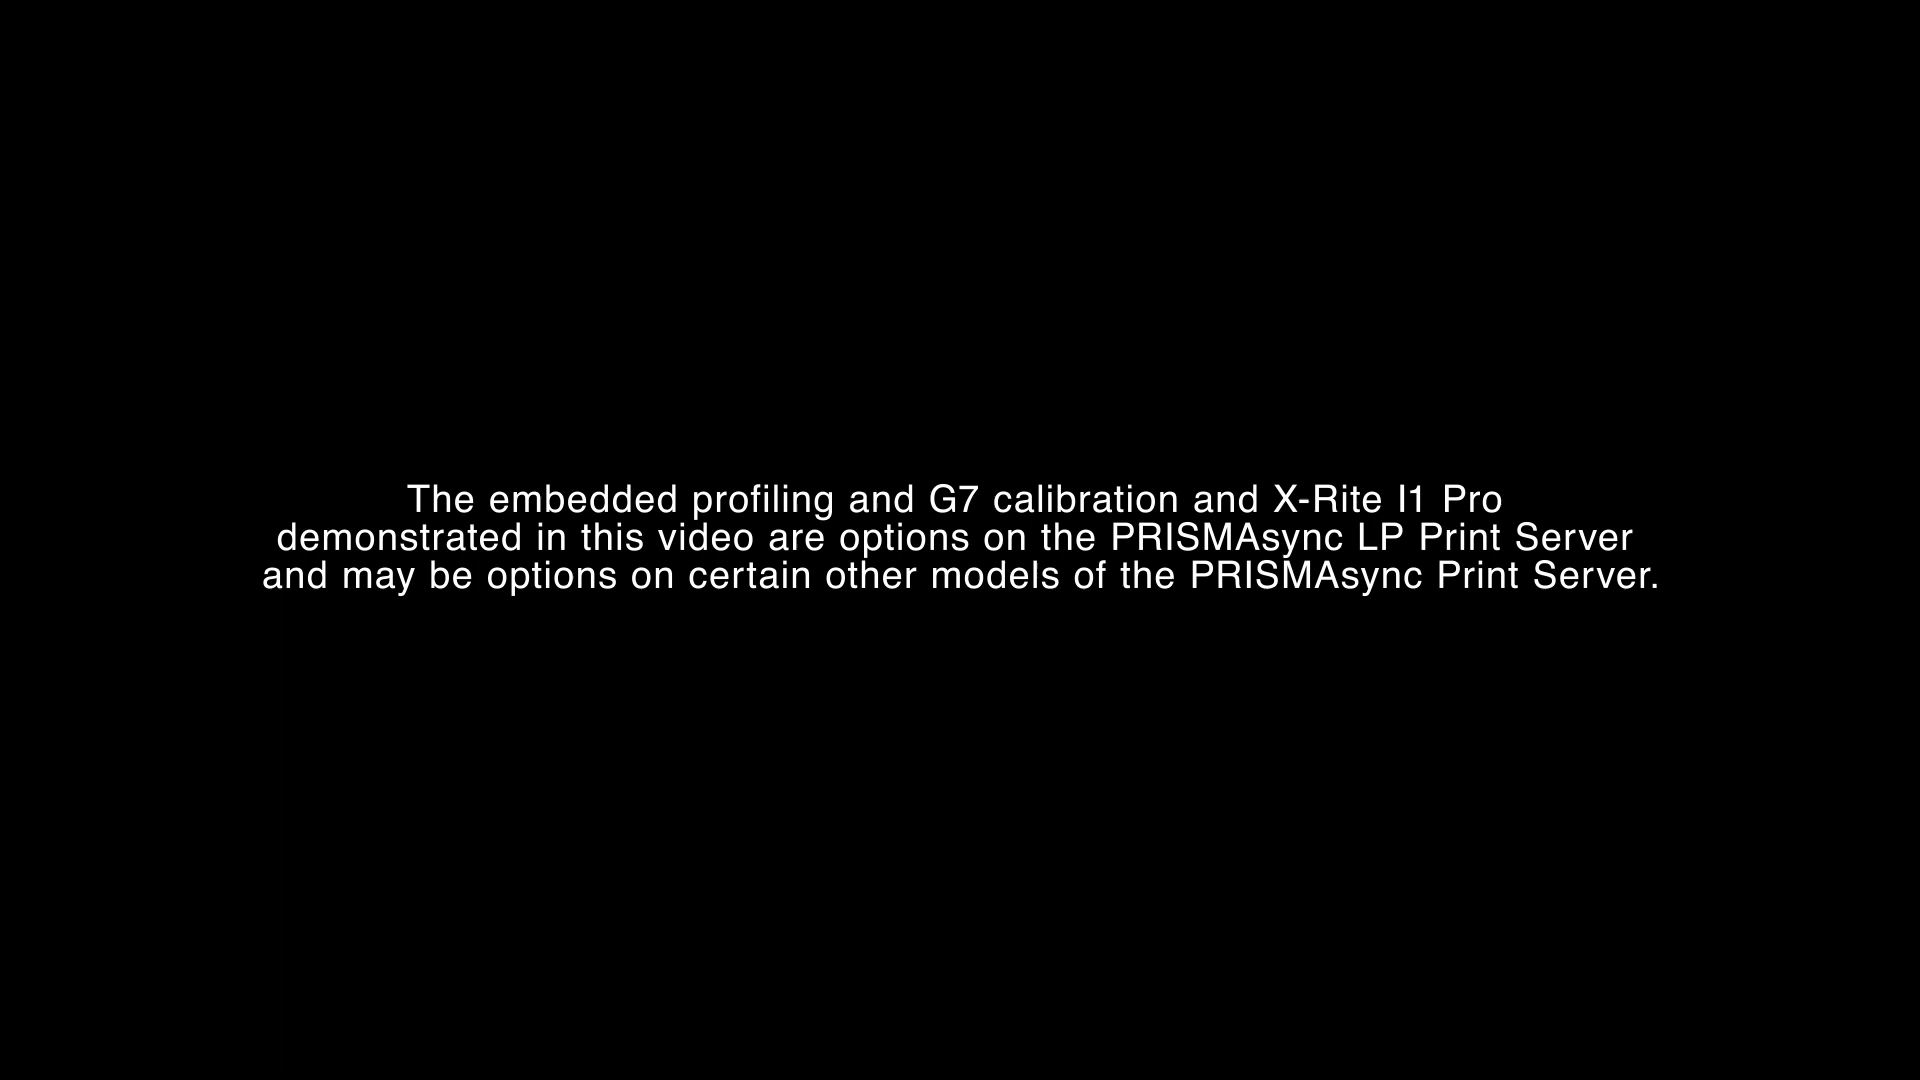 The embedded profiling and G7 calibration and X-Rite I1 Pro
demonstrated in this video are options on the PRISMAsync LP Print Server
and may be options on certain other models of the PRISMAsync Print Server.